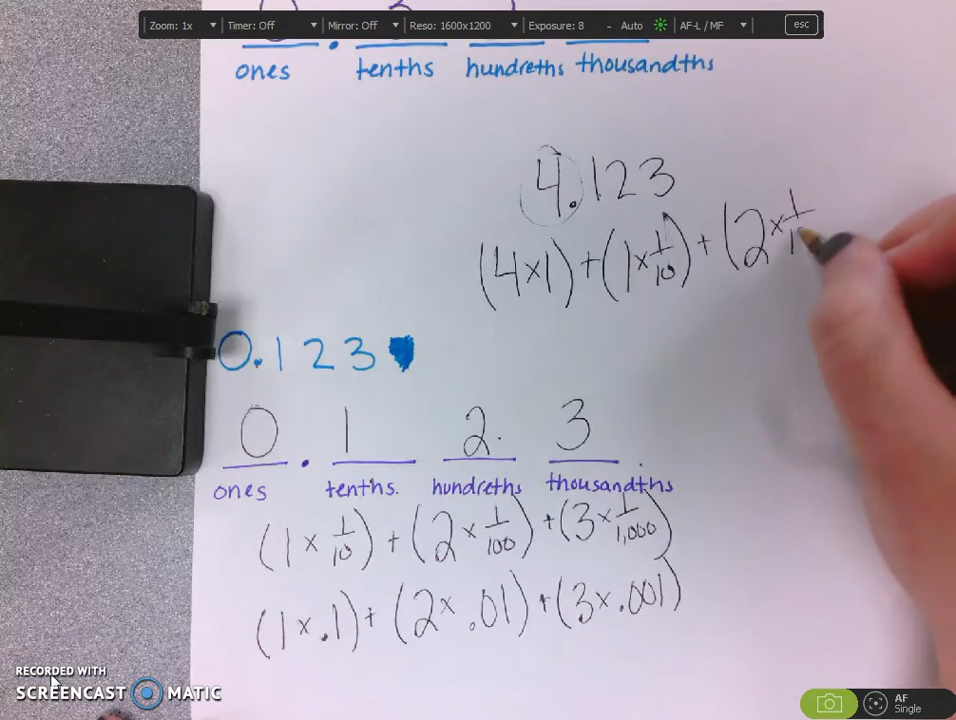 Zoom: 1x Timer: Off Mirror: Off Reso: 1600x1200 Exposure: 8 - Auto AF-L / MF esc
ones . tenths hundreths thousandths
4.123
(4×1)+(1×1/10)+(2×1/1
0.123
0 . 1 2. 3
ones tenths. hundreths thousandths
(1×1/10)+(2×1/100)+(3×1/1,000)
(1×.1)+(2×.01)+(3×.001)
RECORDED WITH
SCREENCAST MATIC
AF
Single